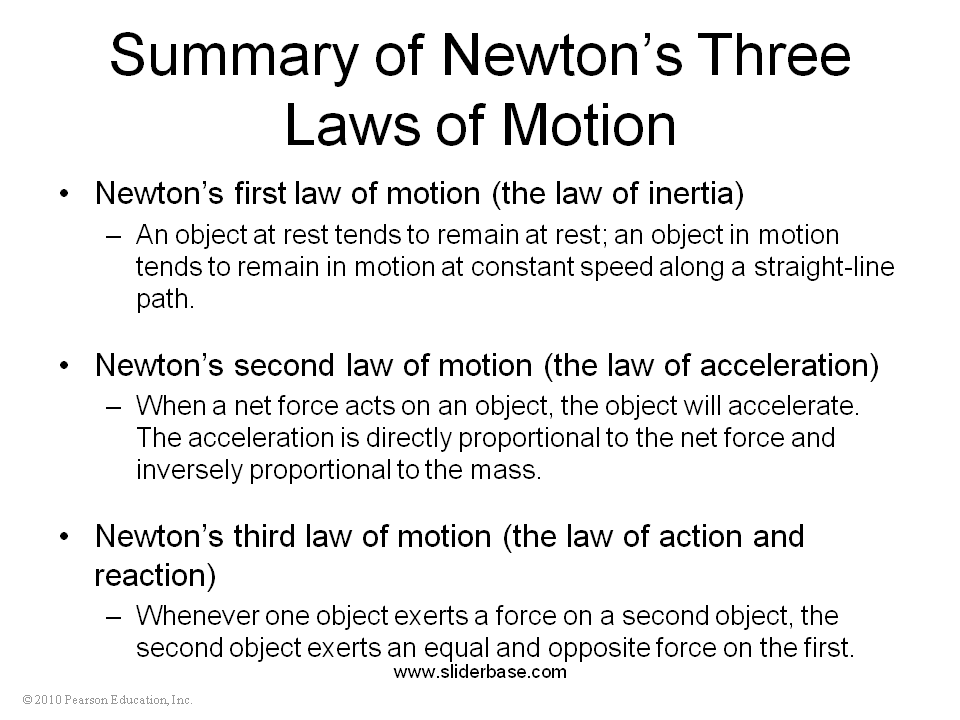 Summary of Newton’s Three
Laws of Motion
• Newton’s first law of motion (the law of inertia)
– An object at rest tends to remain at rest; an object in motion
tends to remain in motion at constant speed along a straight-line
path.
• Newton’s second law of motion (the law of acceleration)
– When a net force acts on an object, the object will accelerate.
The acceleration is directly proportional to the net force and
inversely proportional to the mass.
• Newton’s third law of motion (the law of action and
reaction)
– Whenever one object exerts a force on a second object, the
second object exerts an equal and opposite force on the first.
www.sliderbase.com
© 2010 Pearson Education, Inc.